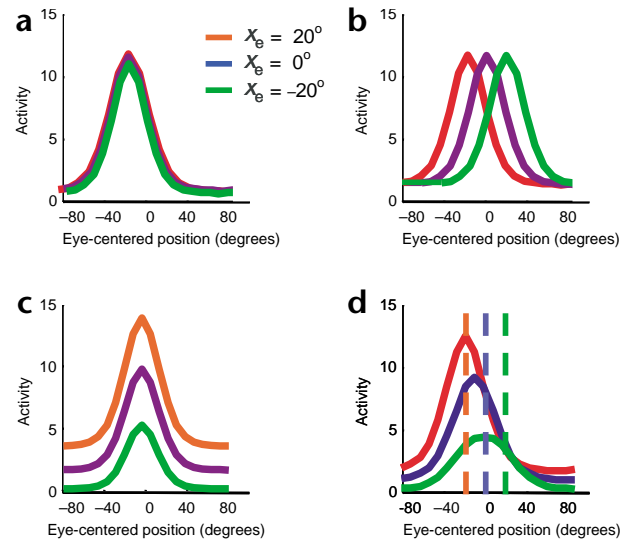 a
15
10
5
0
Activity
–80 –40 0 40 80
Eye-centered position (degrees)
Xe = 20o
Xe = 0o
Xe = –20o
b
15
10
5
0
Activity
–80 –40 0 40 80
Eye-centered position (degrees)
c
15
10
5
0
Activity
–80 –40 0 40 80
Eye-centered position (degrees)
d
15
10
5
0
Activity
–80 –40 0 40 80
Eye-centered position (degrees)